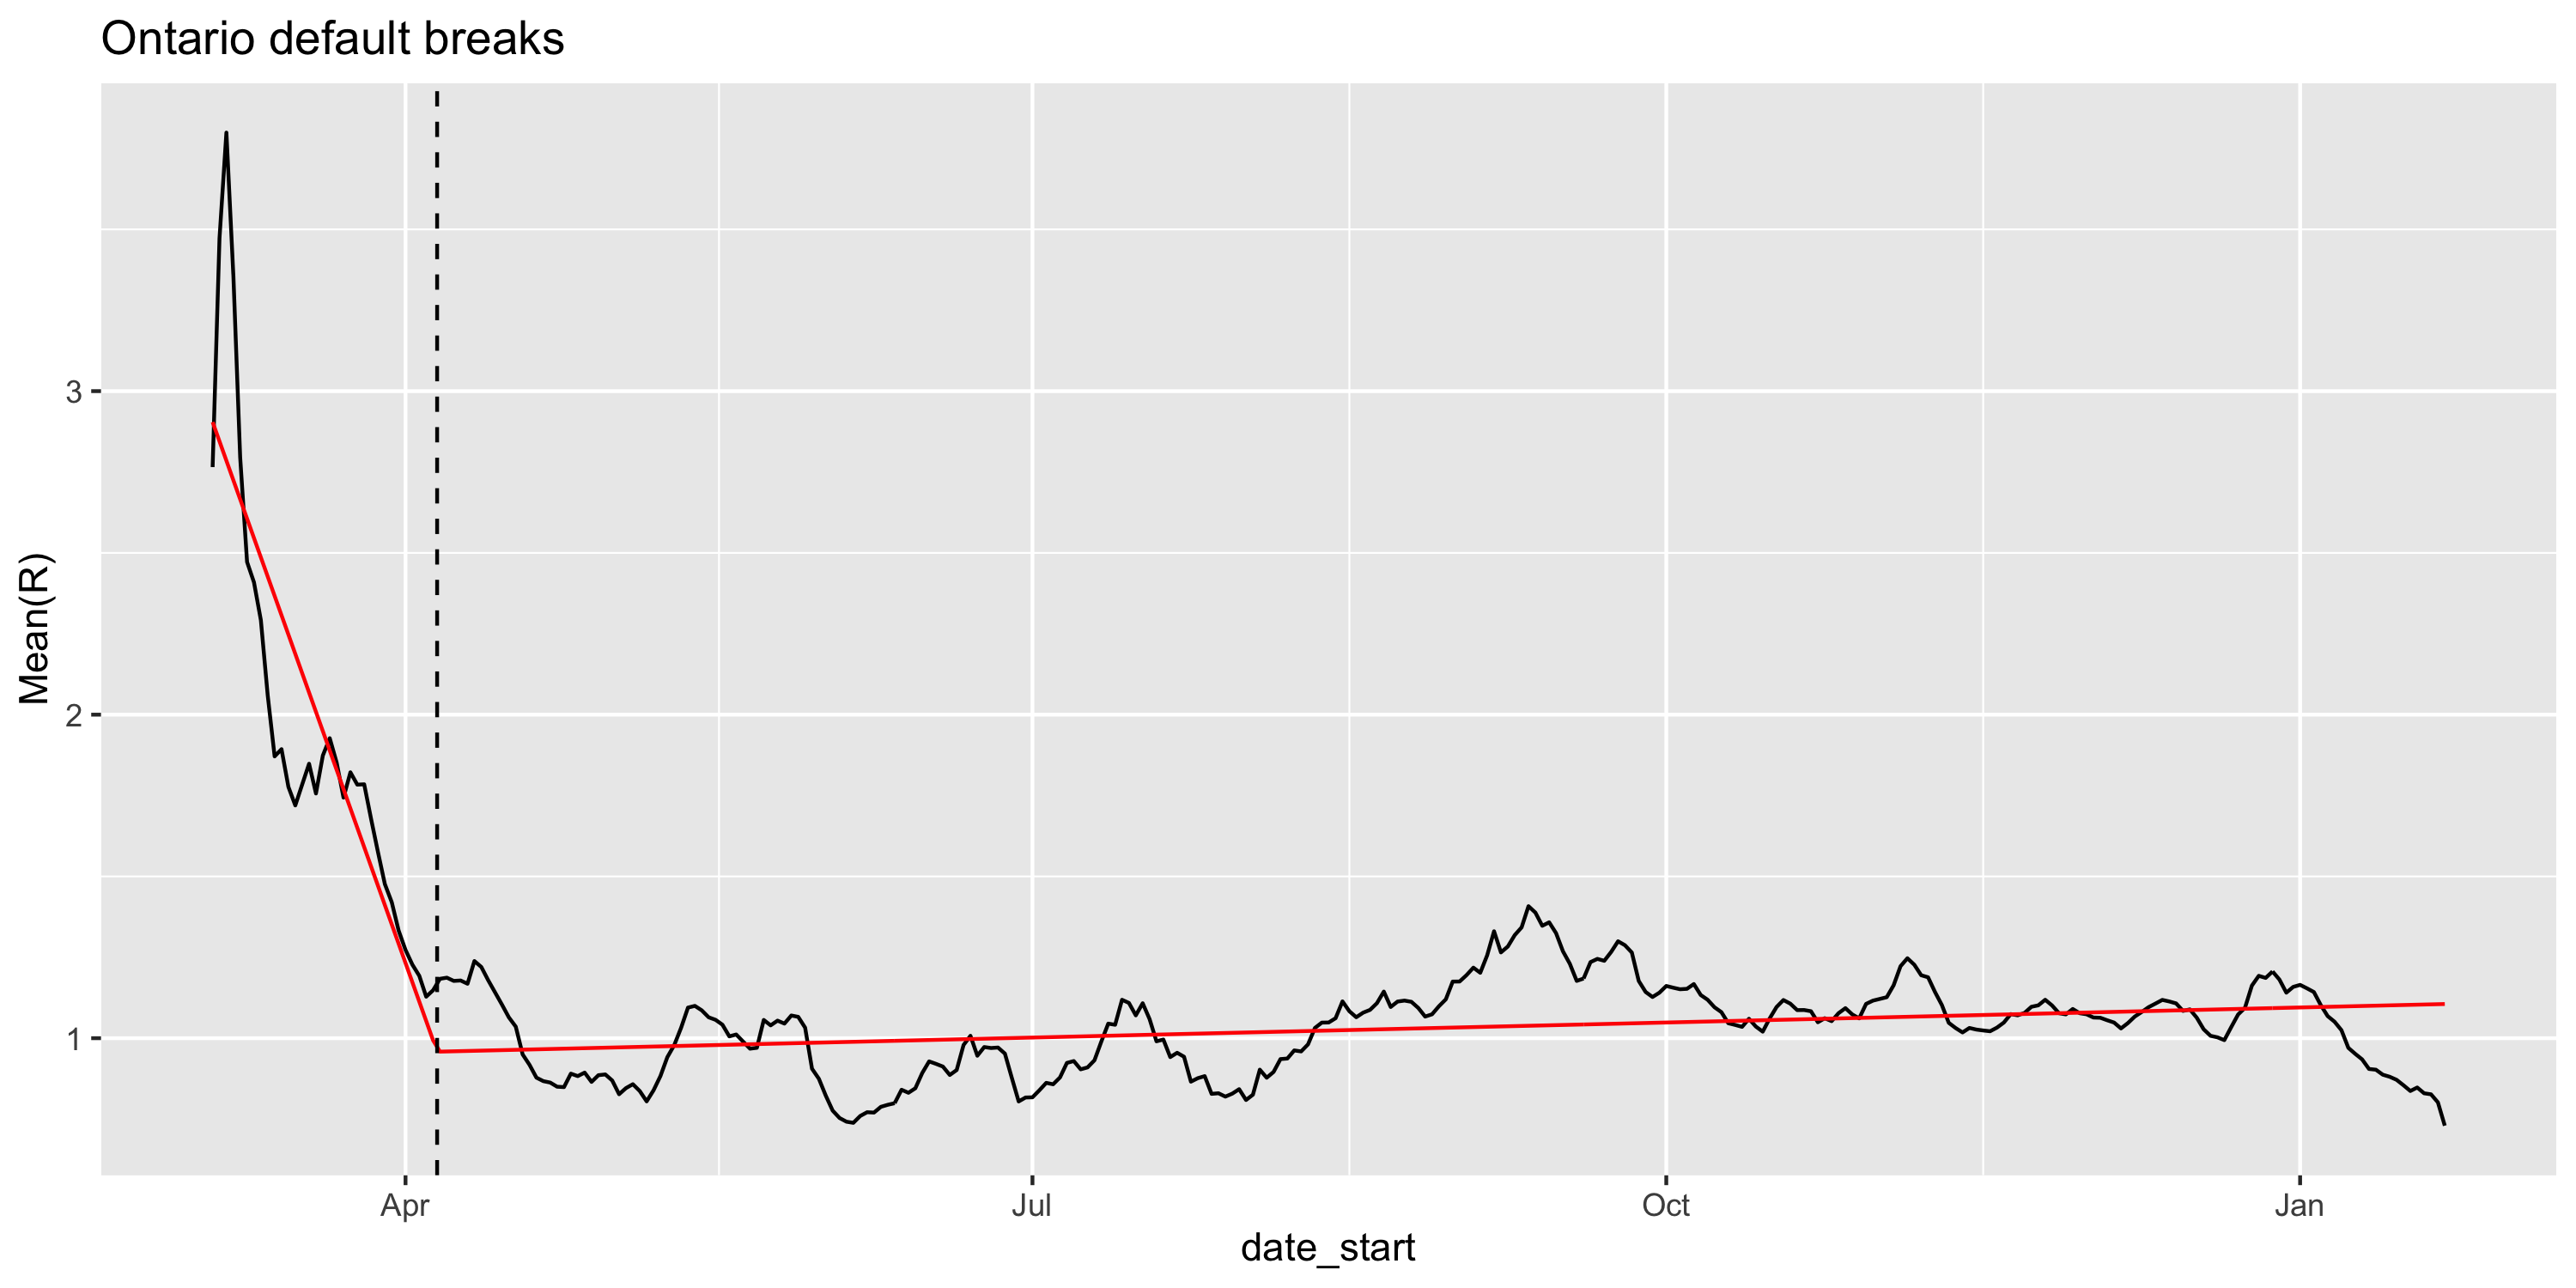 Ontario default breaks
Mean(R)
3
2
1
Apr Jul Oct Jan
date_start